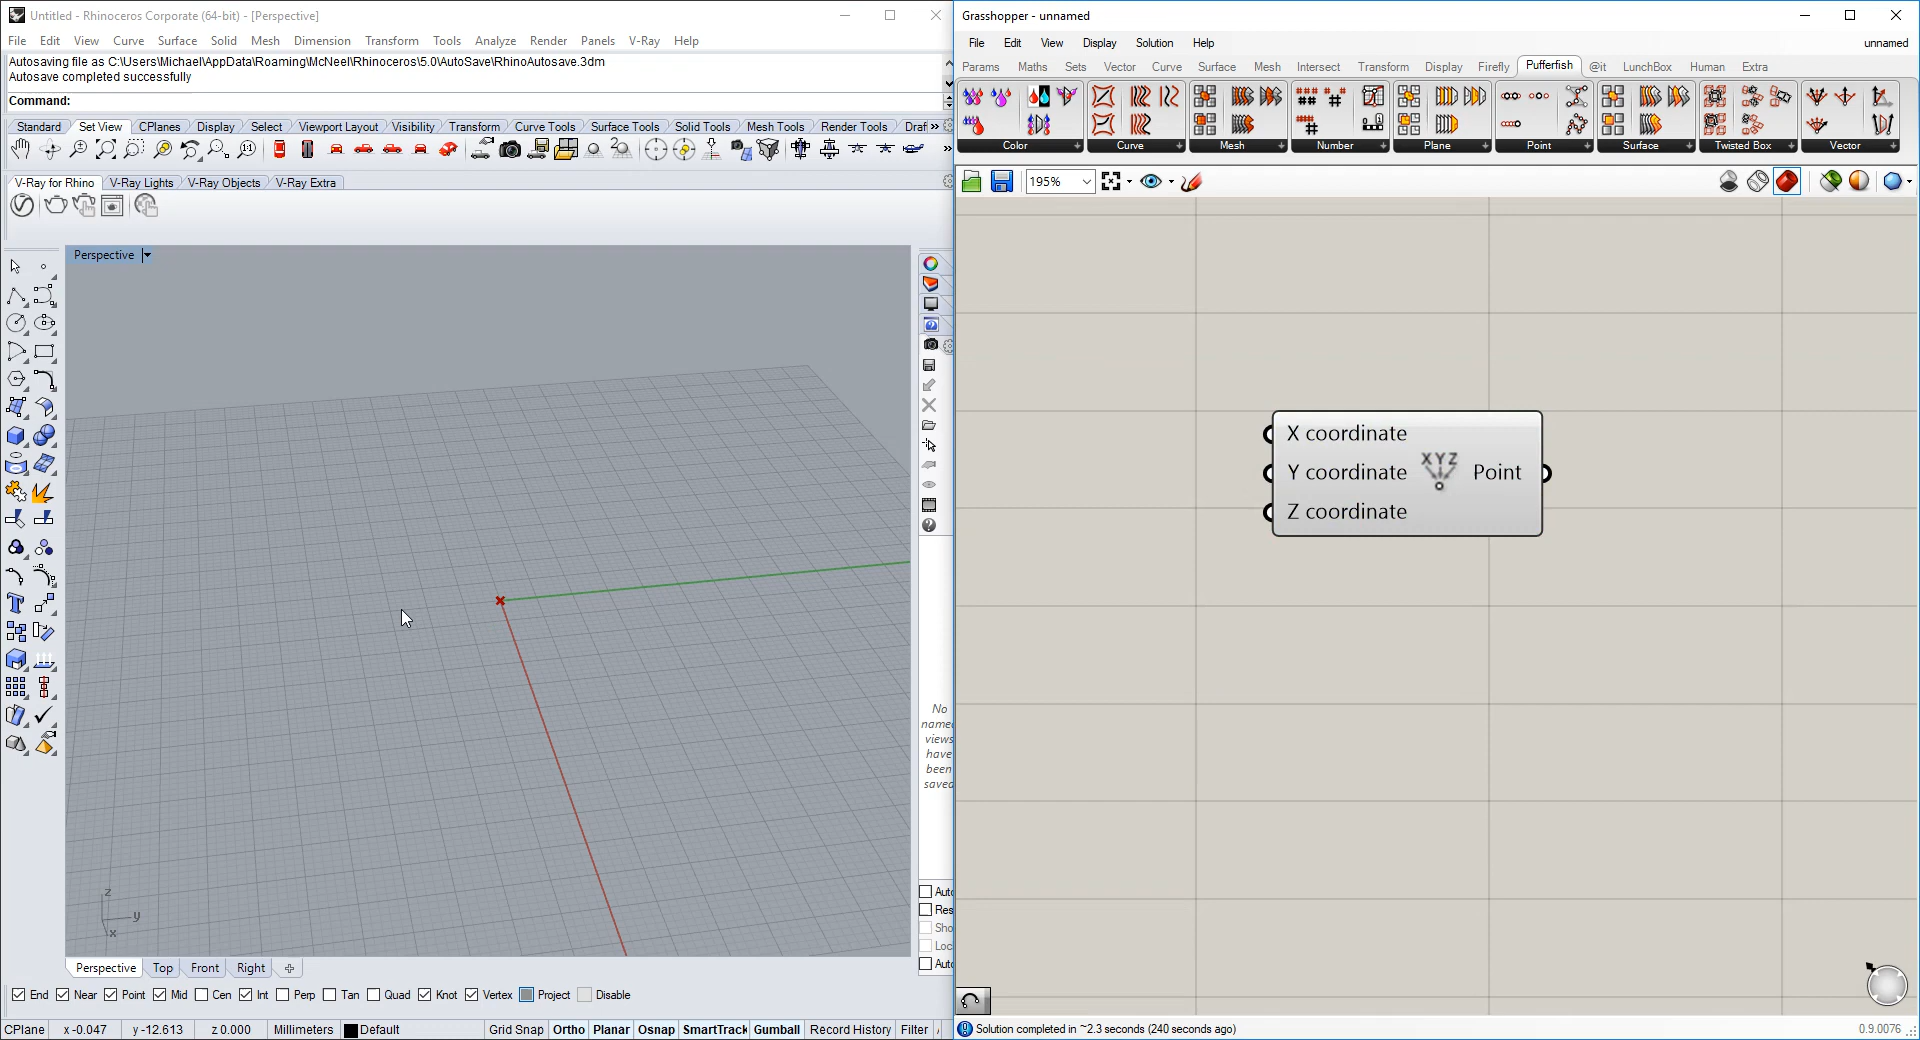 Untitled - Rhinoceros Corporate (64-bit) - [Perspective]
File Edit View Curve Surface Solid Mesh Dimension Transform Tools Analyze Render Panels V-Ray Help
Autosaving file as C:\Users\Michael\AppData\Roaming\McNeel\Rhinoceros\5.0\AutoSave\RhinoAutosave.3dm
Autosave completed successfully
Command:
Standard Set View CPlanes Display Select Viewport Layout Visibility Transform Curve Tools Surface Tools Solid Tools Mesh Tools Render Tools Draf
V-Ray for Rhino V-Ray Lights V-Ray Objects V-Ray Extra
Perspective
No
name
views
have
been
saved
z
y
x
Auto
Res
Sho
Loc
Auto
Perspective Top Front Right
End Near Point Mid Cen Int Perp Tan Quad Knot Vertex Project Disable
CPlane x -0.047 y -12.613 z 0.000 Millimeters Default Grid Snap Ortho Planar Osnap SmartTrack Gumball Record History Filter
Grasshopper - unnamed
File Edit View Display Solution Help unnamed
Params Maths Sets Vector Curve Surface Mesh Intersect Transform Display Firefly Pufferfish @it LunchBox Human Extra
Color Curve Mesh Number Plane Point Surface Twisted Box Vector
195%
X coordinate
Y coordinate XYZ Point
Z coordinate
Solution completed in ~2.3 seconds (240 seconds ago) 0.9.0076